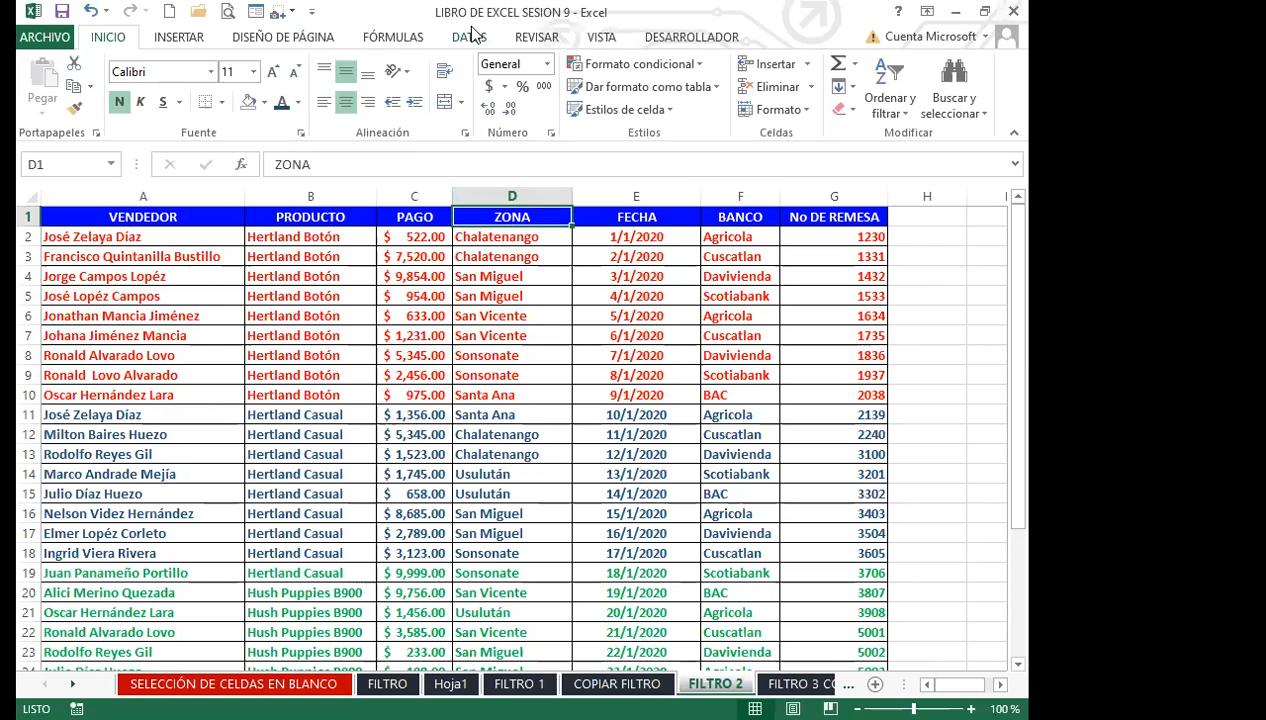 LIBRO DE EXCEL SESION 9 - Excel
ARCHIVO INICIO INSERTAR DISEÑO DE PÁGINA FÓRMULAS DATOS REVISAR VISTA DESARROLLADOR Cuenta Microsoft
Calibri 11 General Formato condicional Insertar
Pegar Dar formato como tabla Eliminar Ordenar y filtrar Buscar y seleccionar
N K S $ % 000 Estilos de celda Formato
Portapapeles Fuente Alineación Número Estilos Celdas Modificar
D1 fx ZONA
A B C D E F G H I
1 VENDEDOR PRODUCTO PAGO ZONA FECHA BANCO No DE REMESA
2 José Zelaya Díaz Hertland Botón $ 522.00 Chalatenango 1/1/2020 Agricola 1230
3 Francisco Quintanilla Bustillo Hertland Botón $ 7,520.00 Chalatenango 2/1/2020 Cuscatlan 1331
4 Jorge Campos Lopéz Hertland Botón $ 9,854.00 San Miguel 3/1/2020 Davivienda 1432
5 José Lopéz Campos Hertland Botón $ 954.00 San Miguel 4/1/2020 Scotiabank 1533
6 Jonathan Mancia Jiménez Hertland Botón $ 633.00 San Vicente 5/1/2020 Agricola 1634
7 Johana Jiménez Mancia Hertland Botón $ 1,231.00 San Vicente 6/1/2020 Cuscatlan 1735
8 Ronald Alvarado Lovo Hertland Botón $ 5,345.00 Sonsonate 7/1/2020 Davivienda 1836
9 Ronald Lovo Alvarado Hertland Botón $ 2,456.00 Sonsonate 8/1/2020 Scotiabank 1937
10 Oscar Hernández Lara Hertland Botón $ 975.00 Santa Ana 9/1/2020 BAC 2038
11 José Zelaya Díaz Hertland Casual $ 1,356.00 Santa Ana 10/1/2020 Agricola 2139
12 Milton Baires Huezo Hertland Casual $ 5,345.00 Chalatenango 11/1/2020 Cuscatlan 2240
13 Rodolfo Reyes Gil Hertland Casual $ 1,523.00 Chalatenango 12/1/2020 Davivienda 3100
14 Marco Andrade Mejía Hertland Casual $ 1,745.00 Usulután 13/1/2020 Scotiabank 3201
15 Julio Díaz Huezo Hertland Casual $ 658.00 Usulután 14/1/2020 BAC 3302
16 Nelson Videz Hernández Hertland Casual $ 8,685.00 San Miguel 15/1/2020 Agricola 3403
17 Elmer Lopéz Corleto Hertland Casual $ 2,789.00 San Miguel 16/1/2020 Davivienda 3504
18 Ingrid Viera Rivera Hertland Casual $ 3,123.00 Sonsonate 17/1/2020 Cuscatlan 3605
19 Juan Panameño Portillo Hertland Casual $ 9,999.00 Sonsonate 18/1/2020 Scotiabank 3706
20 Alici Merino Quezada Hush Puppies B900 $ 9,756.00 San Vicente 19/1/2020 BAC 3807
21 Oscar Hernández Lara Hush Puppies B900 $ 1,456.00 Usulután 20/1/2020 Agricola 3908
22 Ronald Alvarado Lovo Hush Puppies B900 $ 3,585.00 San Vicente 21/1/2020 Cuscatlan 5001
23 Rodolfo Reyes Gil Hush Puppies B900 $ 233.00 San Miguel 22/1/2020 Davivienda 5002
SELECCIÓN DE CELDAS EN BLANCO FILTRO Hoja1 FILTRO 1 COPIAR FILTRO FILTRO 2 FILTRO 3 CO ...
LISTO 100 %